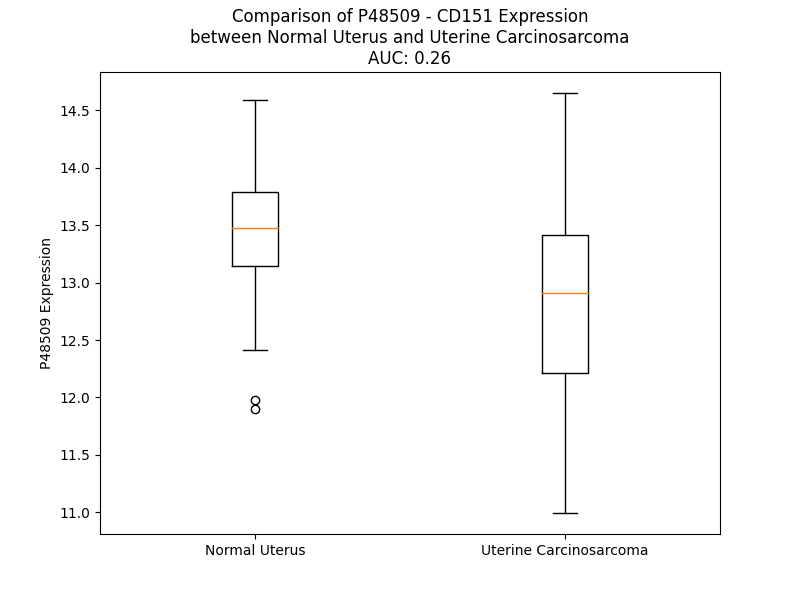 Comparison of P48509 - CD151 Expression
between Normal Uterus and Uterine Carcinosarcoma
AUC: 0.26
P48509 Expression
14.5
14.0
13.5
13.0
12.5
12.0
11.5
11.0
Normal Uterus
Uterine Carcinosarcoma